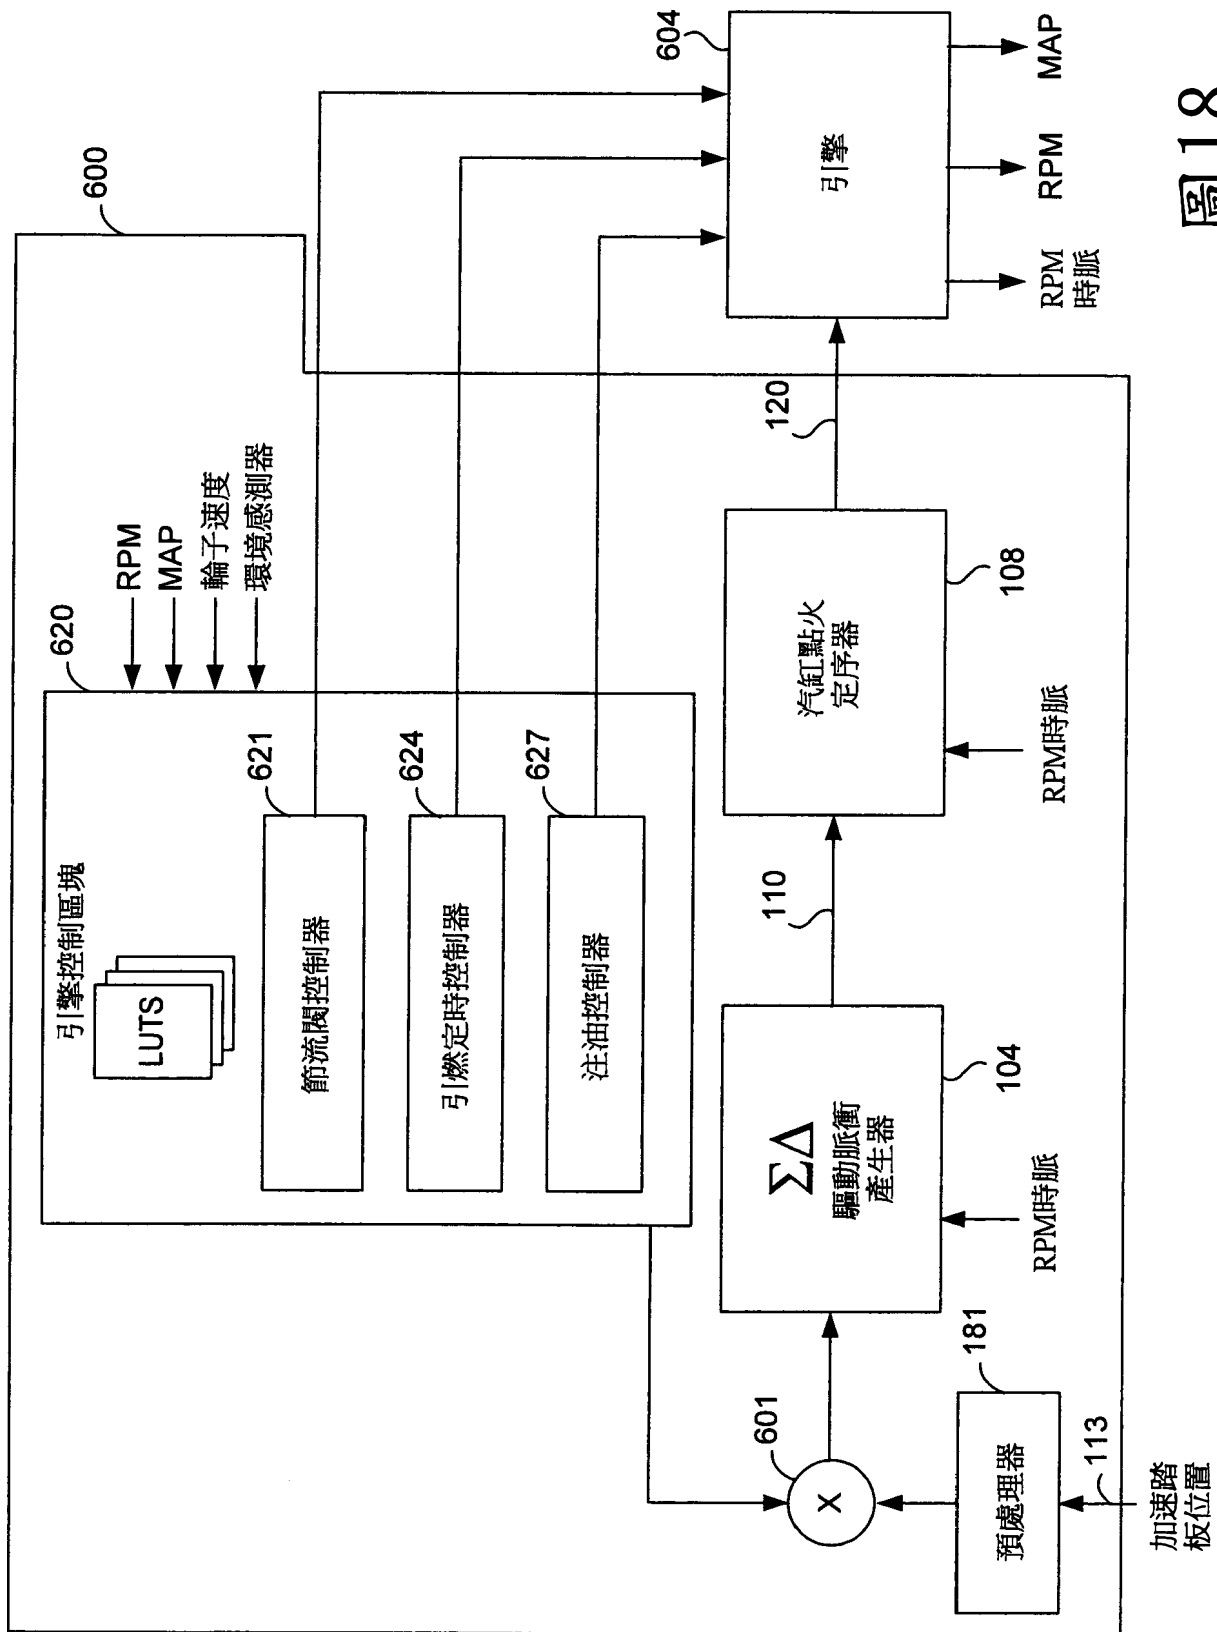 600
620
RPM
MAP
輪子速度
環境感測器
引擎控制區塊
LUTS
621
節流閥控制器
624
引燃定時控制器
627
注油控制器
604
引擎
MAP
RPM
RPM
時脈
601
X
ΣΔ
驅動脈衝
產生器
104
RPM時脈
110
汽缸點火
定序器
108
RPM時脈
120
181
預處理器
113
加速踏
板位置
圖18